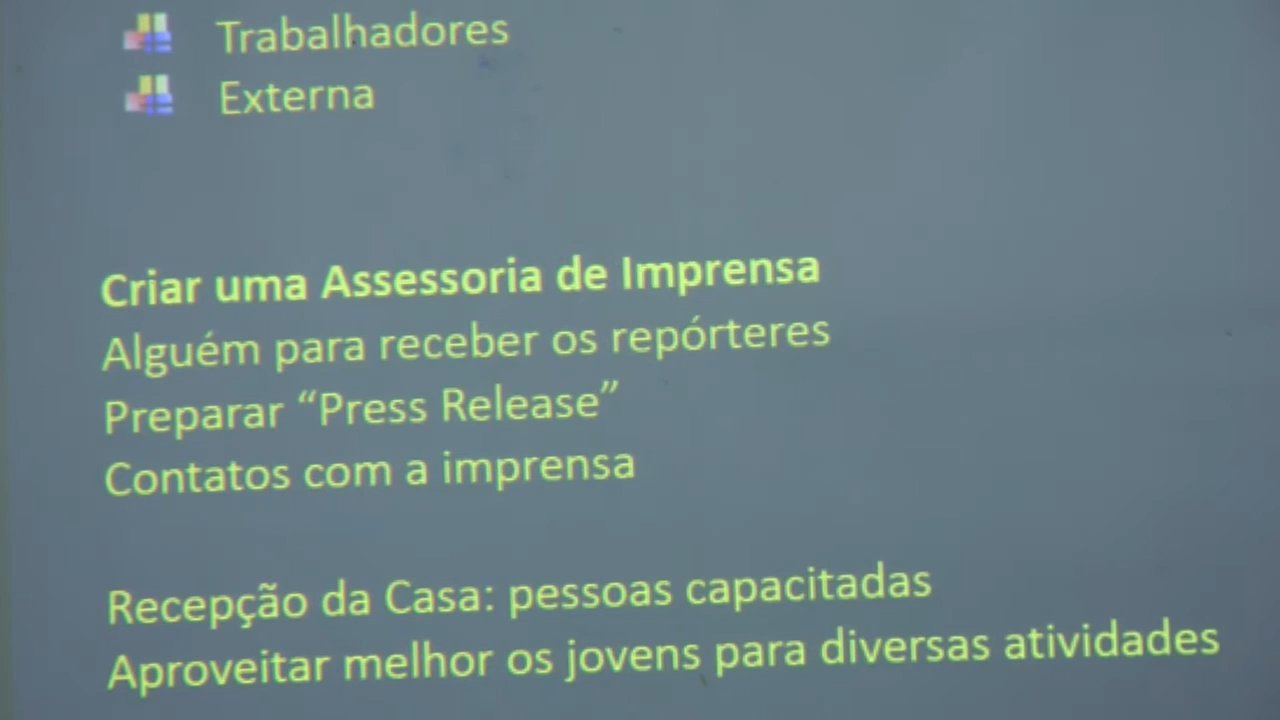 Trabalhadores
Externa
Criar uma Assessoria de Imprensa
Alguém para receber os repórteres
Preparar “Press Release”
Contatos com a imprensa
Recepção da Casa: pessoas capacitadas
Aproveitar melhor os jovens para diversas atividades